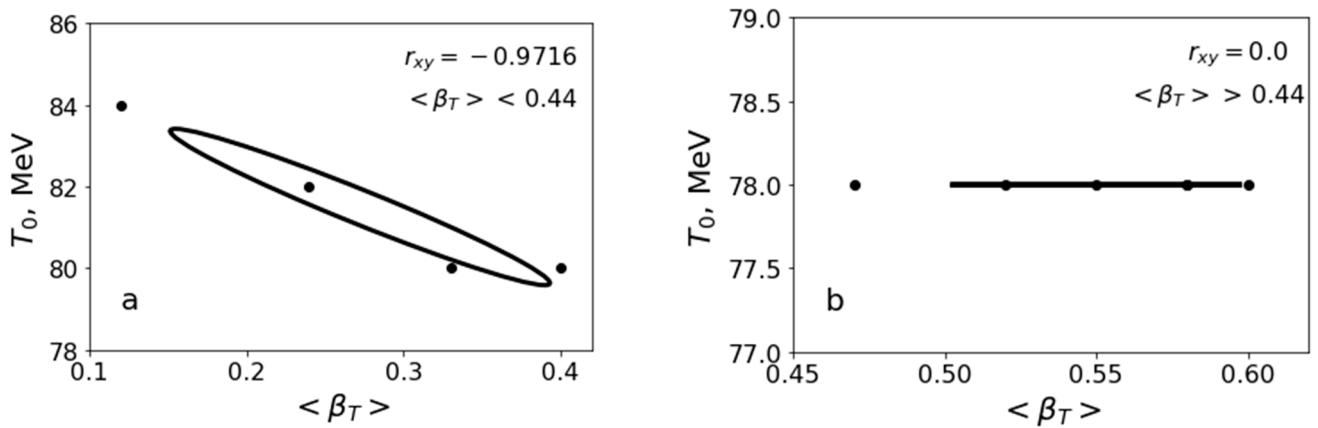 86
84
82
80
78
T₀, MeV
r_xy = −0.9716
<β_T> < 0.44
a
0.1 0.2 0.3 0.4
<β_T>
79.0
78.5
78.0
77.5
77.0
T₀, MeV
r_xy = 0.0
<β_T> > 0.44
b
0.45 0.50 0.55 0.60
<β_T>